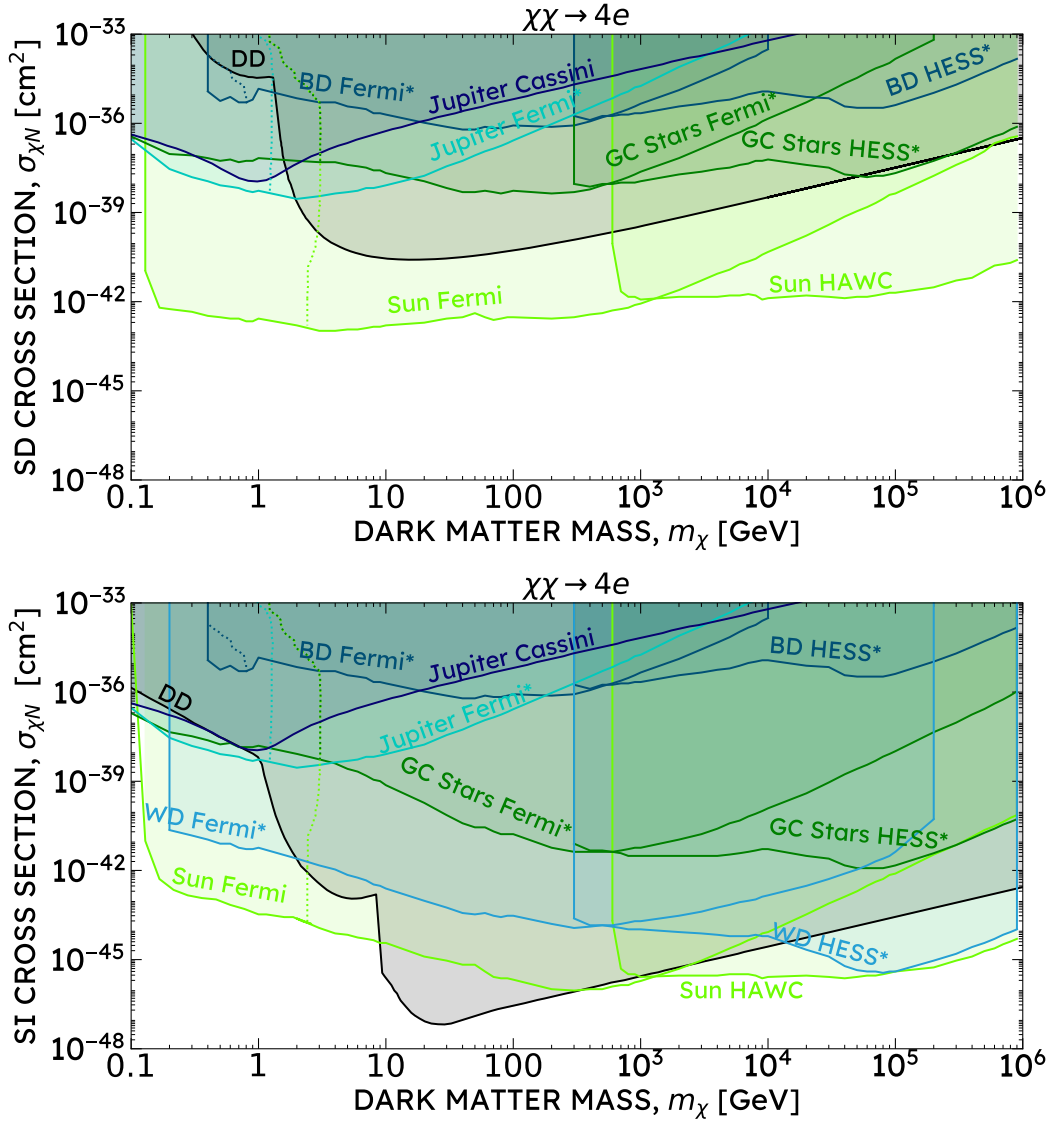 χχ → 4e
SD CROSS SECTION, σχN [cm²]
10⁻³³
10⁻³⁶
10⁻³⁹
10⁻⁴²
10⁻⁴⁵
10⁻⁴⁸
DD
BD Fermi*
Jupiter Cassini
Jupiter Fermi*
GC Stars Fermi*
BD HESS*
GC Stars HESS*
Sun Fermi
Sun HAWC
0.1 1 10 100 10³ 10⁴ 10⁵ 10⁶
DARK MATTER MASS, mχ [GeV]
χχ → 4e
SI CROSS SECTION, σχN [cm²]
10⁻³³
10⁻³⁶
10⁻³⁹
10⁻⁴²
10⁻⁴⁵
10⁻⁴⁸
DD
BD Fermi*
Jupiter Cassini
BD HESS*
Jupiter Fermi*
GC Stars Fermi*
WD Fermi*
GC Stars HESS*
Sun Fermi
WD HESS*
Sun HAWC
0.1 1 10 100 10³ 10⁴ 10⁵ 10⁶
DARK MATTER MASS, mχ [GeV]